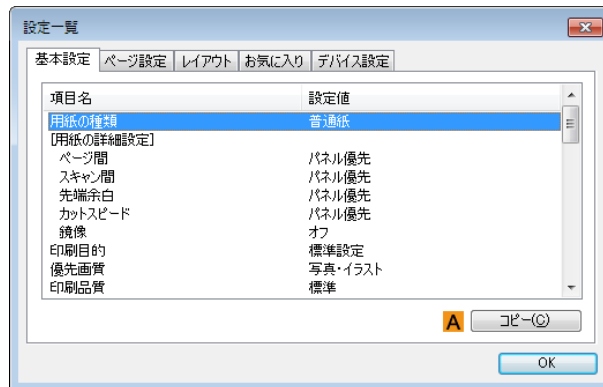 設定一覧
基本設定 ページ設定 レイアウト お気に入り デバイス設定
項目名 設定値
用紙の種類 普通紙
[用紙の詳細設定]
ページ間 パネル優先
スキャン間 パネル優先
先端余白 パネル優先
カットスピード パネル優先
鏡像 オフ
印刷目的 標準設定
優先画質 写真・イラスト
印刷品質 標準
A コピー(C)
OK